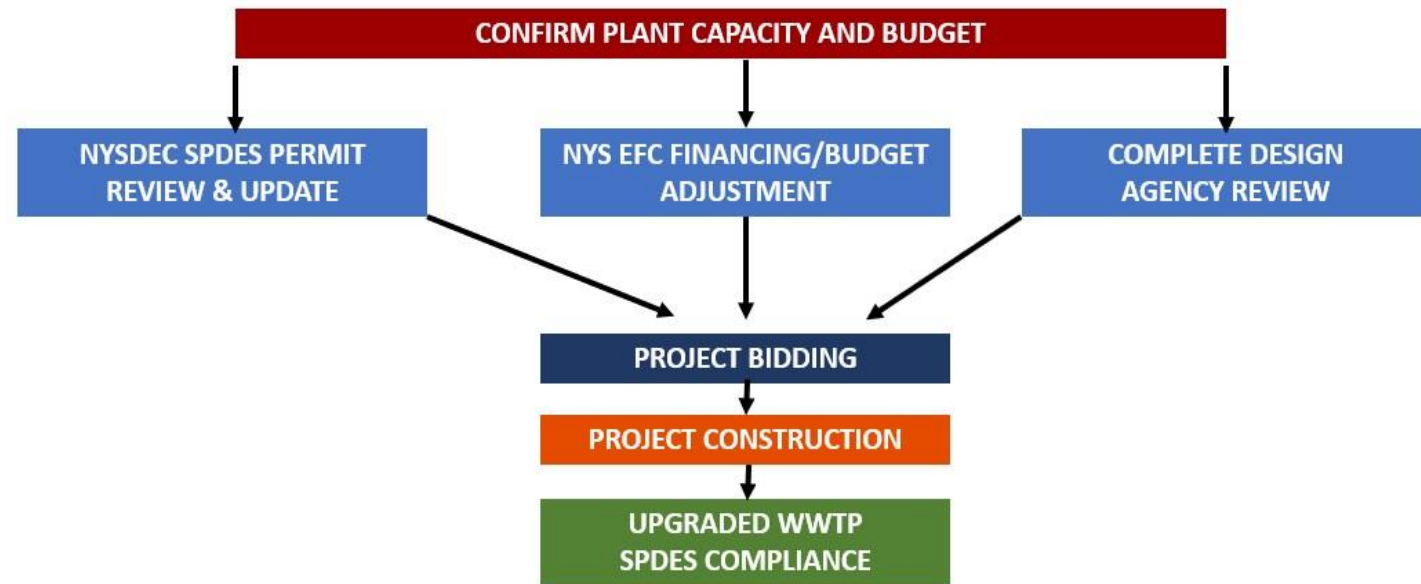 CONFIRM PLANT CAPACITY AND BUDGET
NYSDEC SPDES PERMIT
REVIEW & UPDATE
NYS EFC FINANCING/BUDGET
ADJUSTMENT
COMPLETE DESIGN
AGENCY REVIEW
PROJECT BIDDING
PROJECT CONSTRUCTION
UPGRADED WWTP
SPDES COMPLIANCE